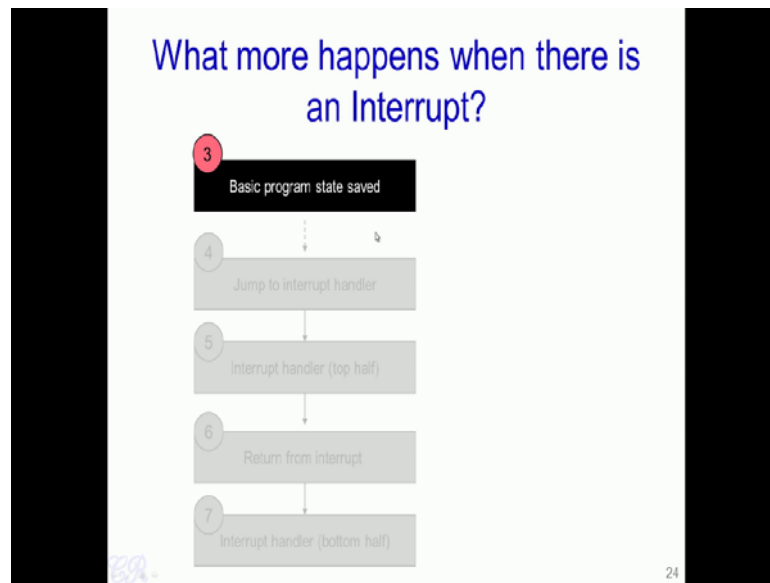 What more happens when there is
an Interrupt?
3
Basic program state saved
4
Jump to interrupt handler
5
Interrupt handler (top half)
6
Return from interrupt
7
Interrupt handler (bottom half)
24